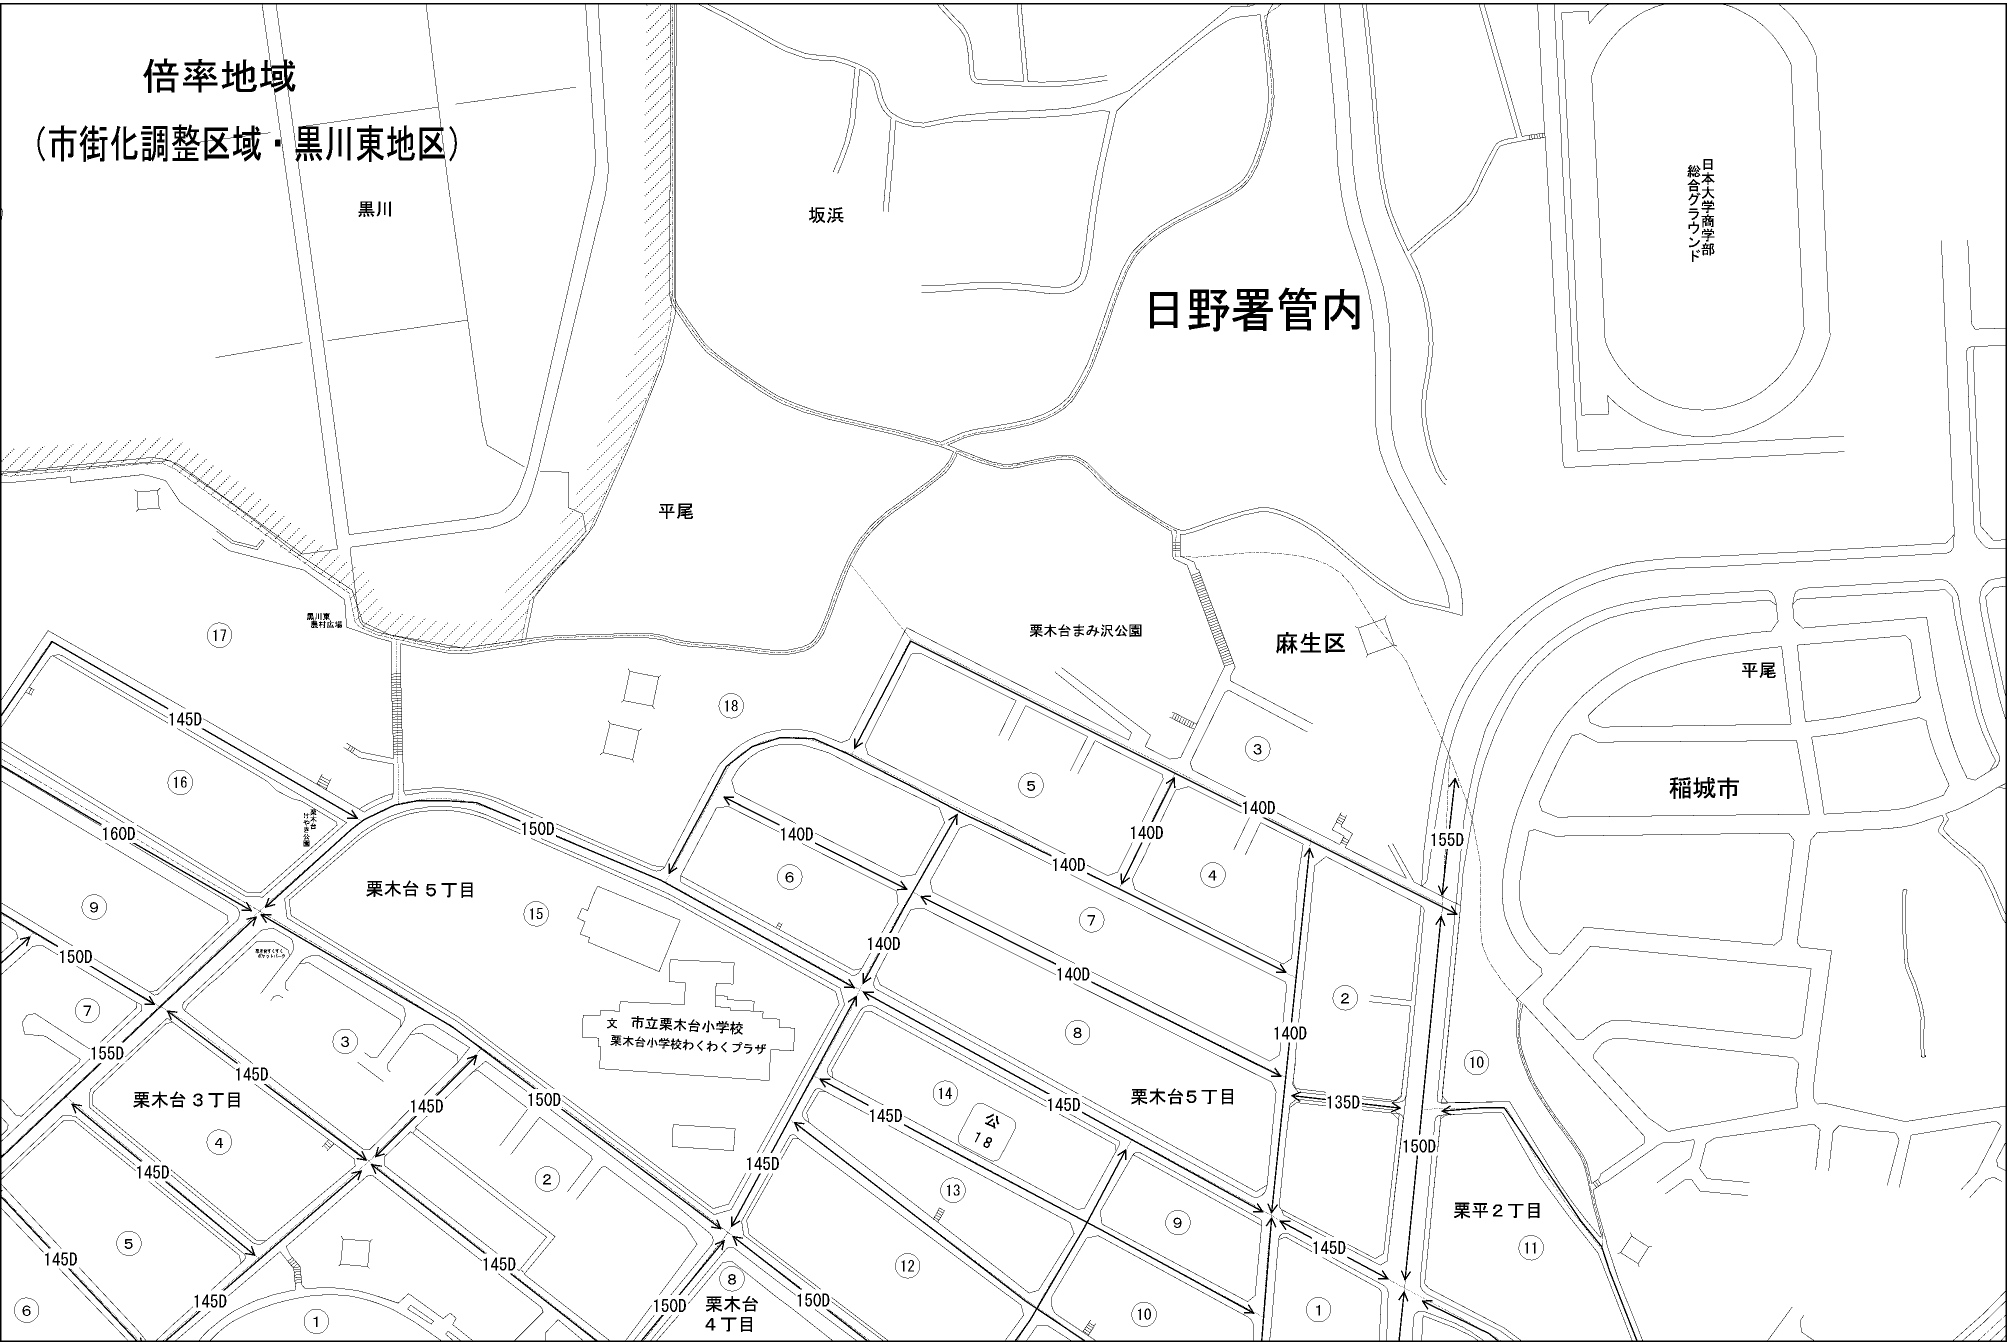 倍率地域
（市街化調整区域・黒川東地区）
黒川
坂浜
日野署管内
日本大学商学部
総合グラウンド
平尾
黒川東
農村広場
17
栗木台まみ沢公園
麻生区
平尾
稲城市
18
3
5
145D
16
160D
栗木台
けやき公園
150D
140D
140D
140D
140D
155D
6
4
栗木台５丁目
15
9
7
140D
150D
140D
2
7
3
文 市立栗木台小学校
栗木台小学校わくわくプラザ
8
140D
155D
145D
10
栗木台３丁目
145D
150D
14
公
18
145D
145D
栗木台５丁目
135D
4
150D
145D
145D
2
13
9
栗平２丁目
5
145D
145D
12
145D
11
6
145D
1
150D
8
栗木台
４丁目
150D
10
1